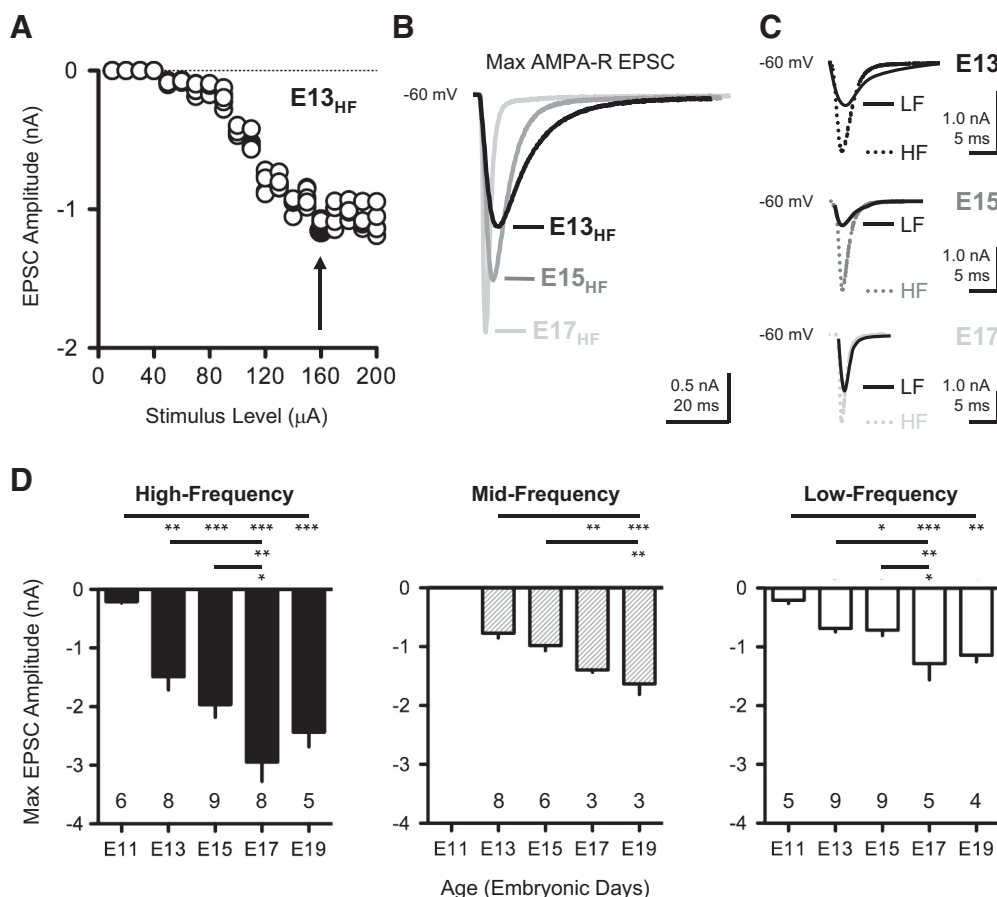 A
EPSC Amplitude (nA)
0
-1
-2
E13HF
0 40 80 120 160 200
Stimulus Level (µA)
B
Max AMPA-R EPSC
-60 mV
E13HF
E15HF
E17HF
0.5 nA
20 ms
C
-60 mV
E13
LF
HF
1.0 nA
5 ms
-60 mV
E15
LF
HF
1.0 nA
5 ms
-60 mV
E17
LF
HF
1.0 nA
5 ms
D
High-Frequency
** *** *** ***
**
*
Max EPSC Amplitude (nA)
0
-1
-2
-3
-4
6 8 9 8 5
E11 E13 E15 E17 E19
Mid-Frequency
** ***
**
0
-1
-2
-3
-4
8 6 3 3
E11 E13 E15 E17 E19
Low-Frequency
* *** **
**
*
0
-1
-2
-3
-4
5 9 9 5 4
E11 E13 E15 E17 E19
Age (Embryonic Days)